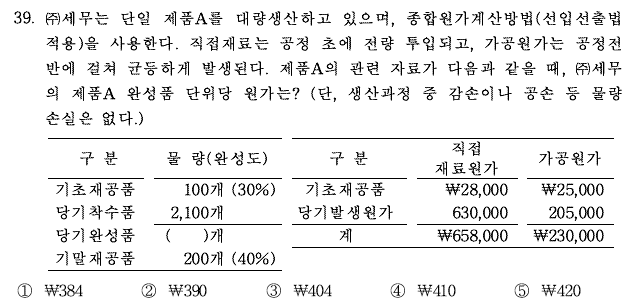 39. ㈜세무는 단일 제품A를 대량생산하고 있으며, 종합원가계산방법(선입선출법
적용)을 사용한다. 직접재료는 공정 초에 전량 투입되고, 가공원가는 공정전
반에 걸쳐 균등하게 발생된다. 제품A의 관련 자료가 다음과 같을 때, ㈜세무
의 제품A 완성품 단위당 원가는? (단, 생산과정 중 감손이나 공손 등 물량
손실은 없다.)
구 분 물 량(완성도) 구 분 직접 재료원가 가공원가
기초재공품 100개 (30%) 기초재공품 ₩28,000 ₩25,000
당기착수품 2,100개 당기발생원가 630,000 205,000
당기완성품 ( )개 계 ₩658,000 ₩230,000
기말재공품 200개 (40%)
① ₩384 ② ₩390 ③ ₩404 ④ ₩410 ⑤ ₩420